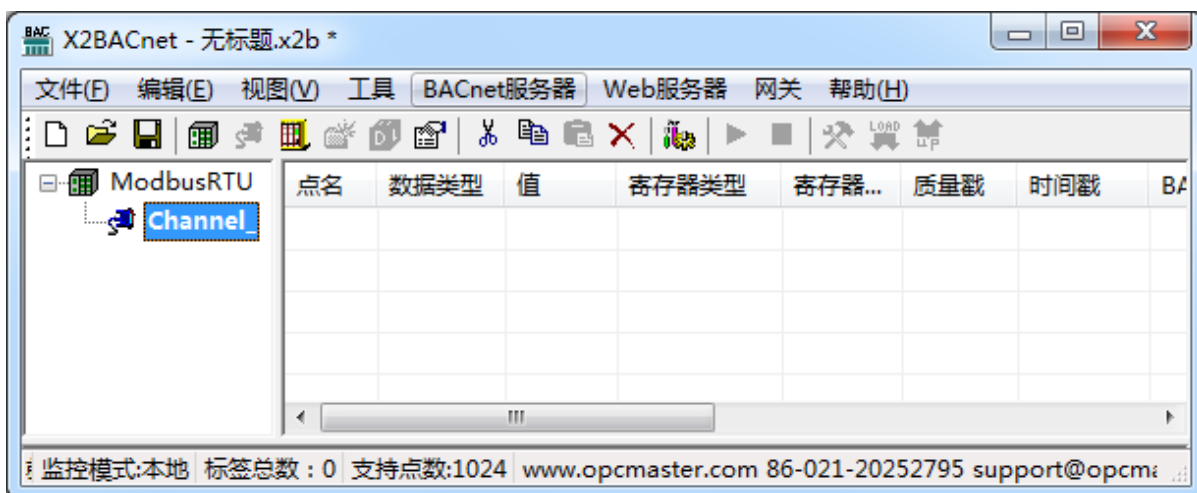 X2BACnet - 无标题.x2b *
文件(F) 编辑(E) 视图(V) 工具 BACnet服务器 Web服务器 网关 帮助(H)
ModbusRTU
Channel_
点名 数据类型 值 寄存器类型 寄存器... 质量戳 时间戳 BA
监控模式:本地 标签总数：0 支持点数:1024 www.opcmaster.com 86-021-20252795 support@opcma